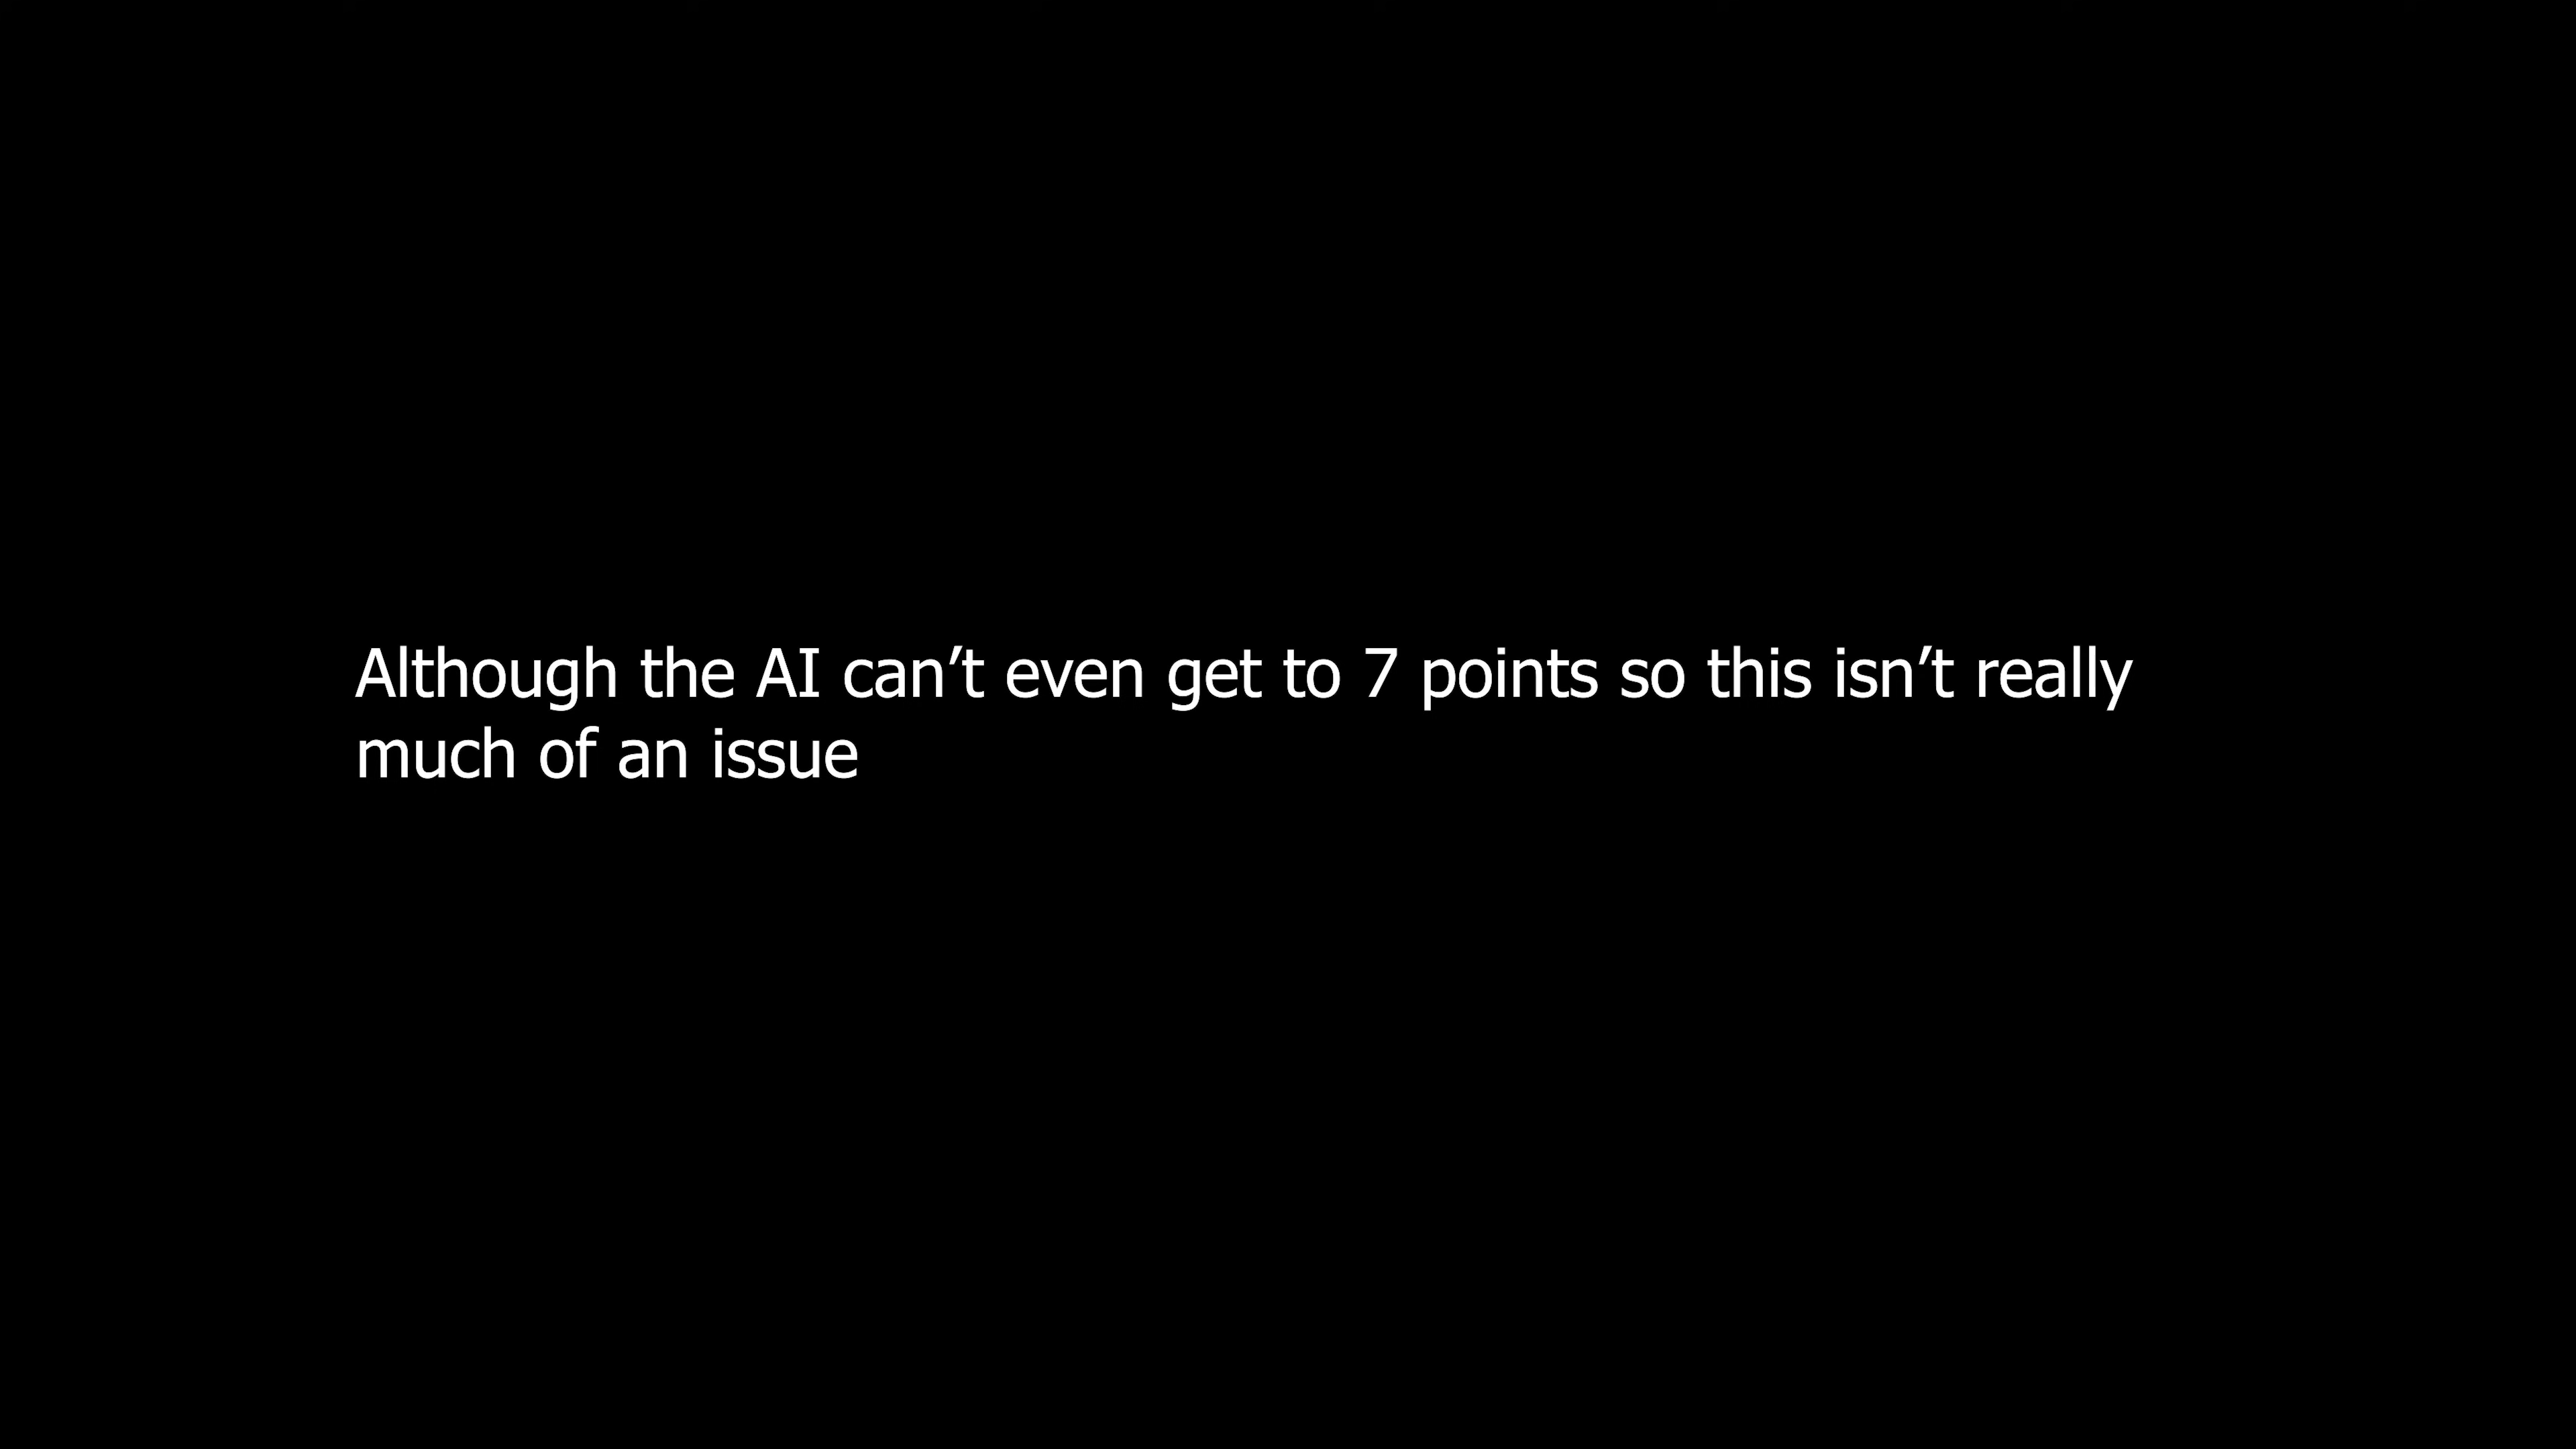 Although the AI can’t even get to 7 points so this isn’t really
much of an issue